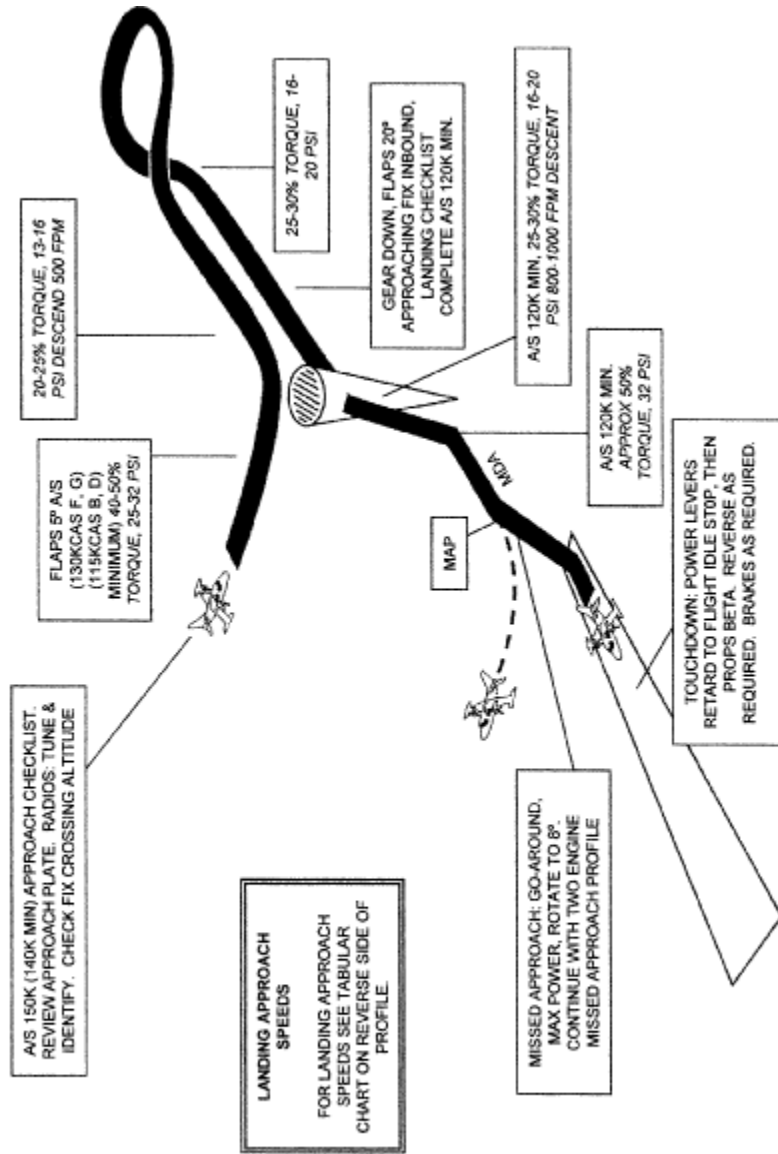 A/S 150K (140K MIN) APPROACH CHECKLIST.
REVIEW APPROACH PLATE. RADIOS: TUNE &
IDENTIFY. CHECK FIX CROSSING ALTITUDE
FLAPS 5º A/S
(130KCAS F, G)
(115KCAS B, D)
MINIMUM) 40-50%
TORQUE, 25-32 PSI
20-25% TORQUE, 13-16
PSI DESCEND 500 FPM
25-30% TORQUE, 16-
20 PSI
GEAR DOWN, FLAPS 20º
APPROACHING FIX INBOUND,
LANDING CHECKLIST
COMPLETE A/S 120K MIN.
A/S 120K MIN, 25-30% TORQUE, 16-20
PSI 800-1000 FPM DESCENT
A/S 120K MIN.
APPROX 50%
TORQUE, 32 PSI
MDA
MAP
LANDING APPROACH
SPEEDS
FOR LANDING APPROACH
SPEEDS SEE TABULAR
CHART ON REVERSE SIDE OF
PROFILE.
MISSED APPROACH: GO-AROUND,
MAX POWER, ROTATE TO 8º.
CONTINUE WITH TWO ENGINE
MISSED APPROACH PROFILE
TOUCHDOWN: POWER LEVERS
RETARD TO FLIGHT IDLE STOP, THEN
PROPS BETA. REVERSE AS
REQUIRED. BRAKES AS REQUIRED.